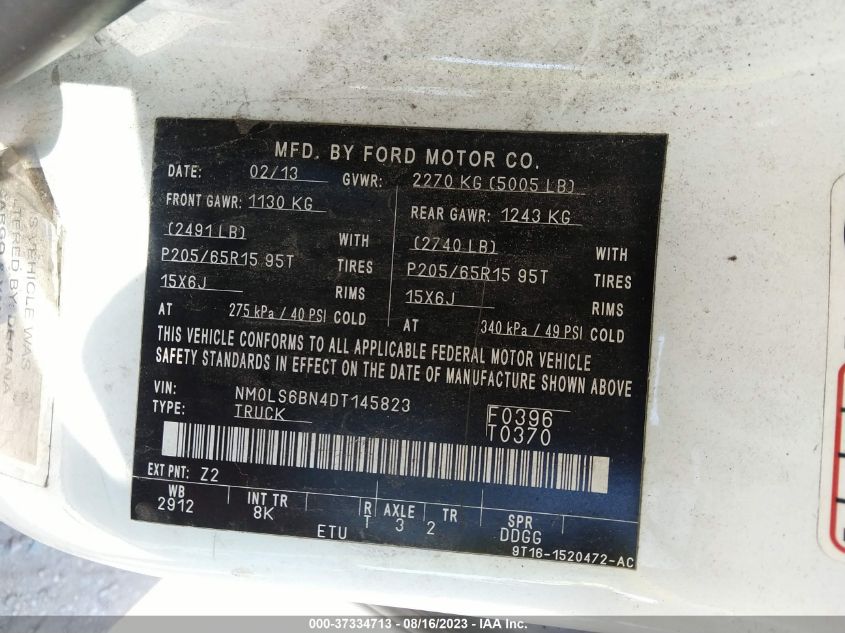 MFD. BY FORD MOTOR CO.
DATE: 02/13 GVWR: 2270 KG (5005 LB)
FRONT GAWR: 1130 KG REAR GAWR: 1243 KG
(2491 LB) WITH (2740 LB) WITH
P205/65R15 95T TIRES P205/65R15 95T TIRES
15X6J RIMS 15X6J RIMS
AT 275 kPa / 40 PSI COLD AT 340 kPa / 49 PSI COLD
THIS VEHICLE CONFORMS TO ALL APPLICABLE FEDERAL MOTOR VEHICLE
SAFETY STANDARDS IN EFFECT ON THE DATE OF MANUFACTURE SHOWN ABOVE
VIN: NM0LS6BN4DT145823 F0396
TYPE: TRUCK T0370
EXT PNT: Z2
WB INT TR R AXLE TR SPR
2912 8K T 3 2 DDGG
ETU 9T16-1520472-AC
VEHICLE WAS
000-37334713 - 08/16/2023 - IAAI.COM